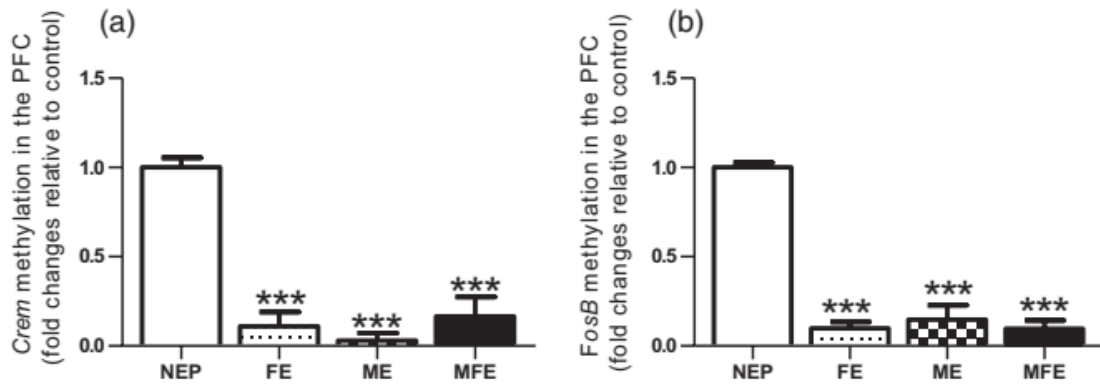 (a)
Crem methylation in the PFC
(fold changes relative to control)
1.5
1.0
0.5
0.0
***
***
***
NEP FE ME MFE
(b)
FosB methylation in the PFC
(fold changes relative to control)
1.5
1.0
0.5
0.0
***
***
***
NEP FE ME MFE